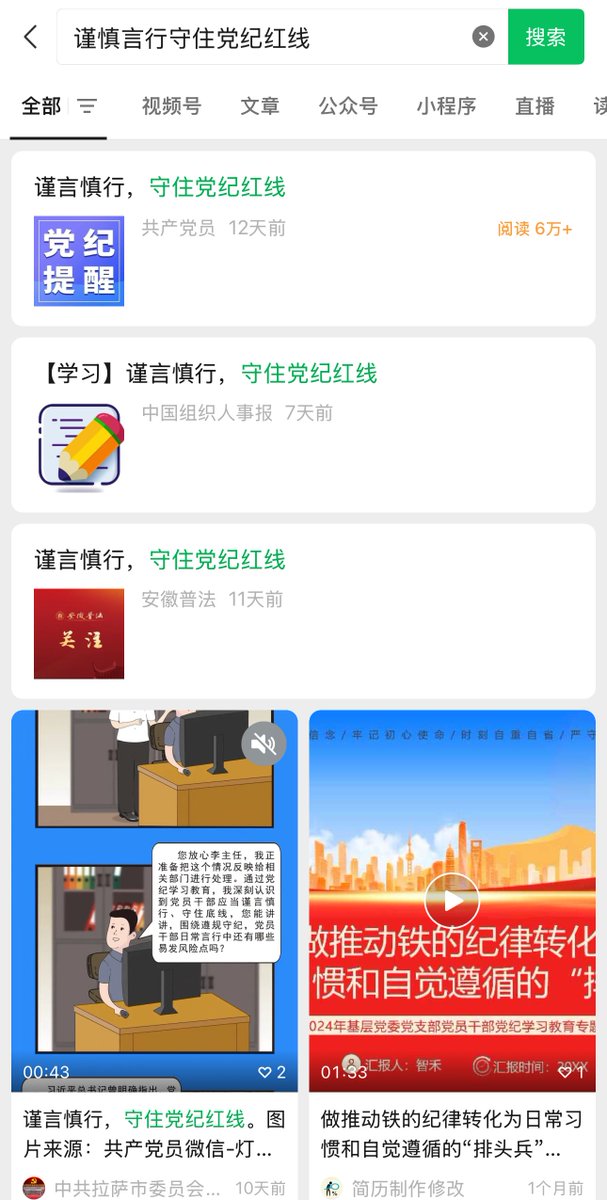 谨慎言行守住党纪红线
搜索
全部
视频号
文章
公众号
小程序
直播
谨言慎行，守住党纪红线
党纪
提醒
共产党员 12天前
阅读 6万+
【学习】谨言慎行，守住党纪红线
中国组织人事报 7天前
谨言慎行，守住党纪红线
安徽普法
关注
安徽普法 11天前
您放心李主任，我正
准备把这个情况反映给相
关部门进行处理。通过党
纪学习教育，我深刻认识
到党员干部应当谨言慎
行、守住底线，您能讲
讲，围绕遵规守纪，党员
干部日常言行中还有哪些
易发风险点吗？
00:43
2
习近平总书记曾明确指出，党
谨言慎行，守住党纪红线。图
片来源：共产党员微信-灯...
中共拉萨市委员会... 10天前
信念/牢记初心使命/时刻自重自省/严守
做推动铁的纪律转化
惯和自觉遵循的“排
2024年基层党委党支部党员干部党纪学习教育专题
汇报人：智禾
汇报时间：20XX
01:33
1
做推动铁的纪律转化为日常习
惯和自觉遵循的“排头兵”...
简历制作修改 1个月前